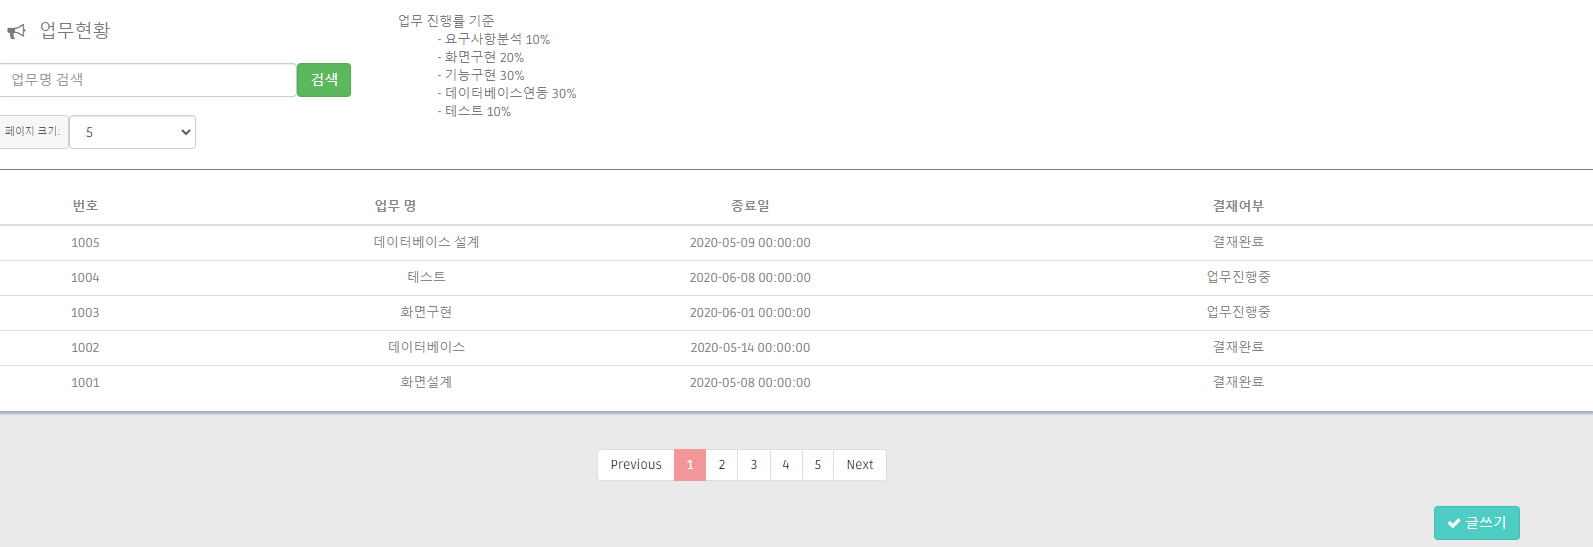 업무현황
업무명 검색 검색
페이지 크기: 5
업무 진행률 기준
- 요구사항분석 10%
- 화면구현 20%
- 기능구현 30%
- 데이터베이스연동 30%
- 테스트 10%
번호 업무 명 종료일 결재여부
1005 데이터베이스 설계 2020-05-09 00:00:00 결재완료
1004 테스트 2020-06-08 00:00:00 업무진행중
1003 화면구현 2020-06-01 00:00:00 업무진행중
1002 데이터베이스 2020-05-14 00:00:00 결재완료
1001 화면설계 2020-05-08 00:00:00 결재완료
Previous 1 2 3 4 5 Next
글쓰기